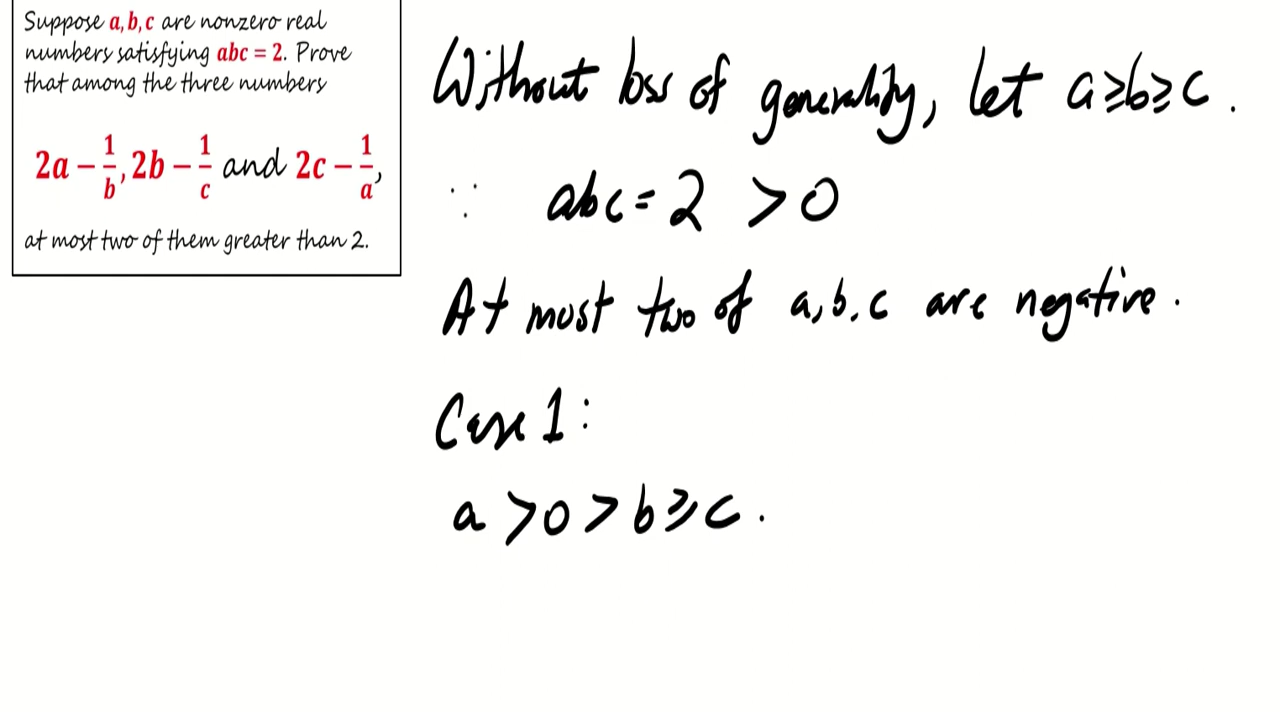 Suppose a,b,c are nonzero real
numbers satisfying abc = 2. Prove
that among the three numbers
2a − 1/b, 2b − 1/c and 2c − 1/a,
at most two of them greater than 2.
Without loss of generality, let a≥b≥c.
∵ abc = 2 > 0
At most two of a,b,c are negative.
Case 1:
a > 0 > b ≥ c.